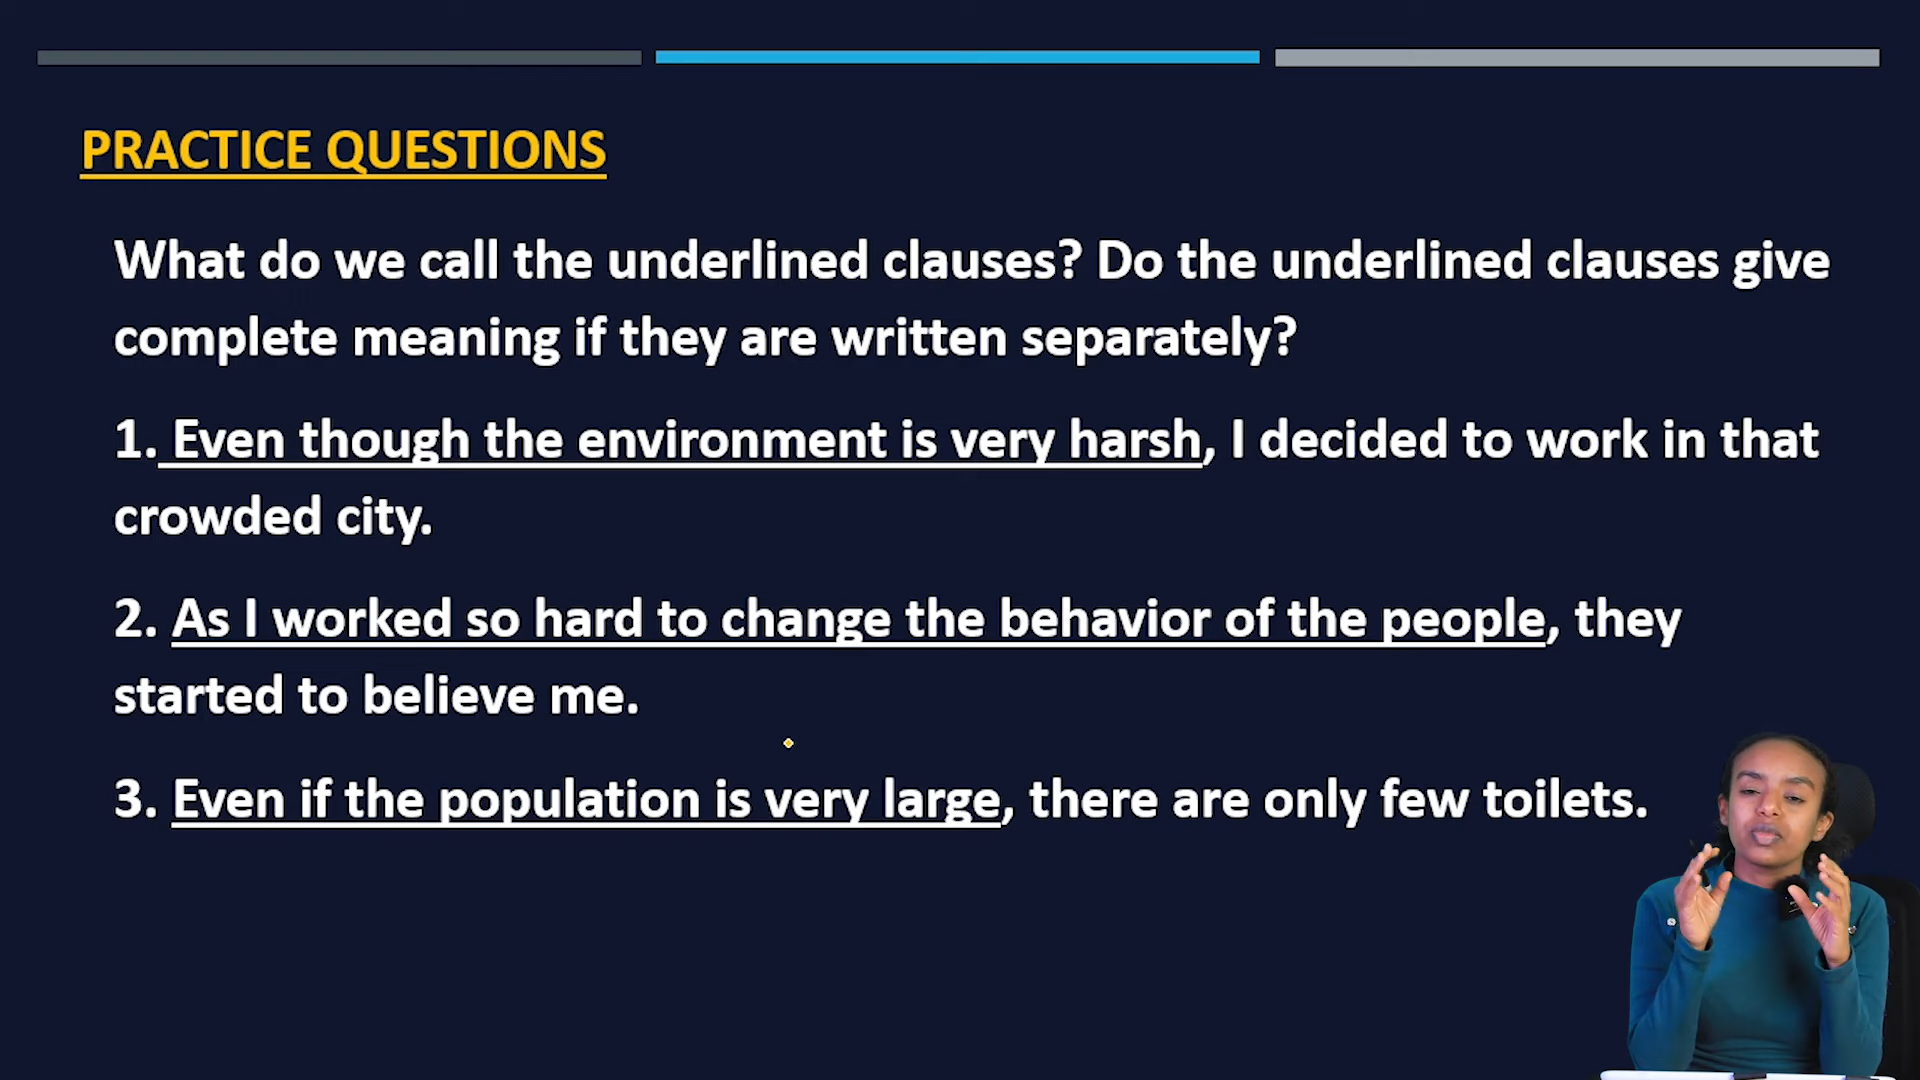 PRACTICE QUESTIONS
What do we call the underlined clauses? Do the underlined clauses give
complete meaning if they are written separately?
1. Even though the environment is very harsh, I decided to work in that
crowded city.
2. As I worked so hard to change the behavior of the people, they
started to believe me.
3. Even if the population is very large, there are only few toilets.